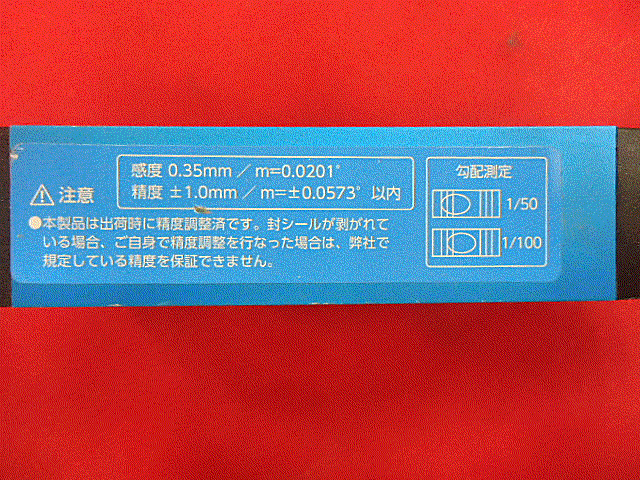 感度 0.35mm ／ m=0.0201°
精度 ±1.0mm ／ m=±0.0573° 以内
注意
●本製品は出荷時に精度調整済です。封シールが剥がれて
いる場合、ご自身で精度調整を行なった場合は、弊社で
規定している精度を保証できません。
勾配測定
1/50
1/100